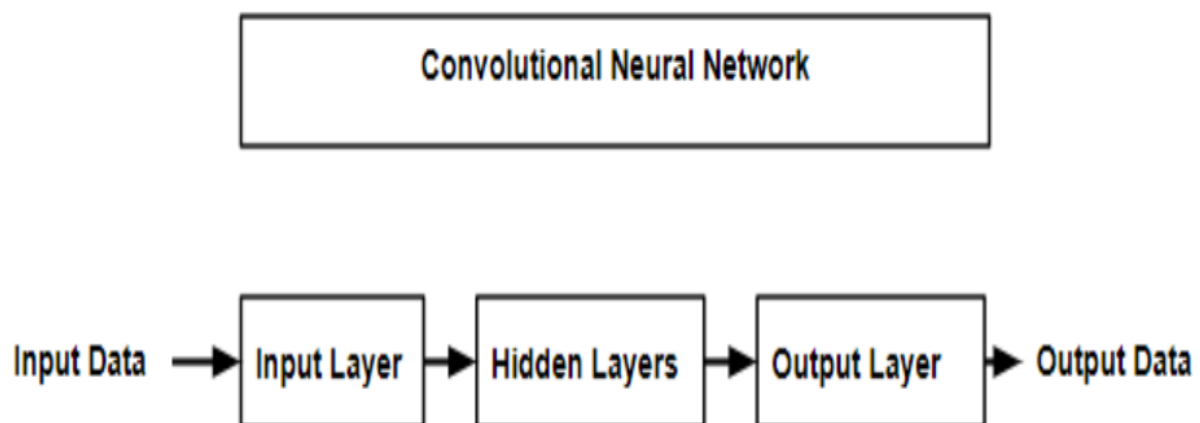 Convolutional Neural Network
Input Data Input Layer Hidden Layers Output Layer Output Data